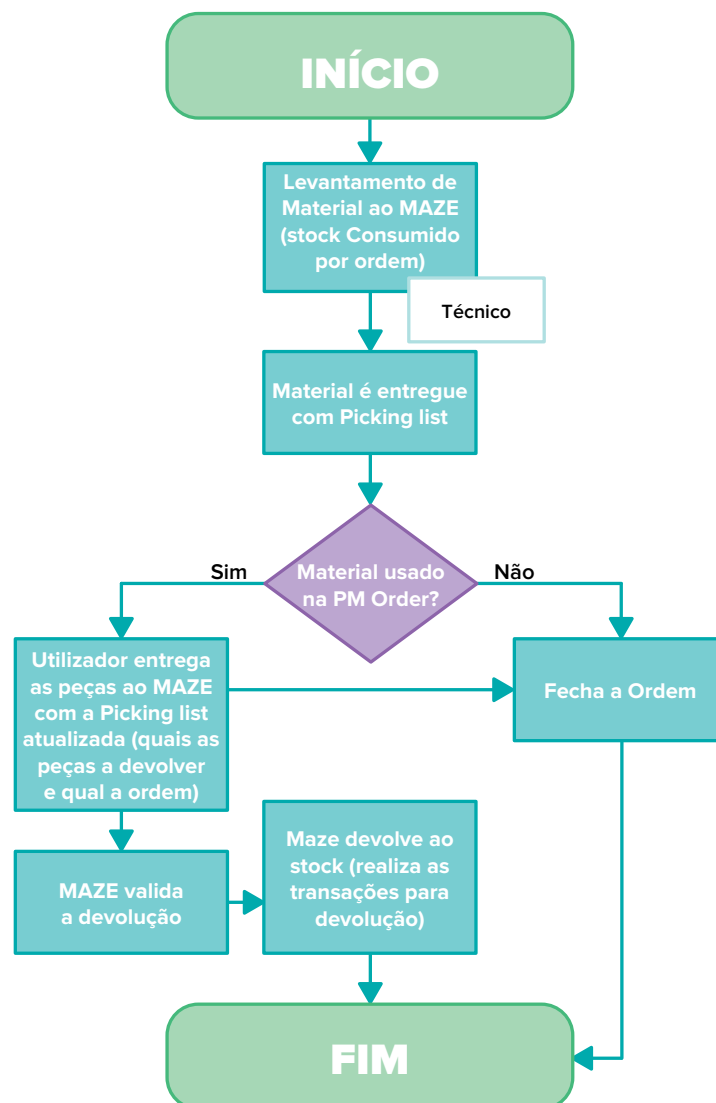 INÍCIO
Levantamento de
Material ao MAZE
(stock Consumido
por ordem)
Técnico
Material é entregue
com Picking list
Sim
Material usado
na PM Order?
Não
Utilizador entrega
as peças ao MAZE
com a Picking list
atualizada (quais as
peças a devolver
e qual a ordem)
Fecha a Ordem
MAZE valida
a devolução
Maze devolve ao
stock (realiza as
transações para
devolução)
FIM